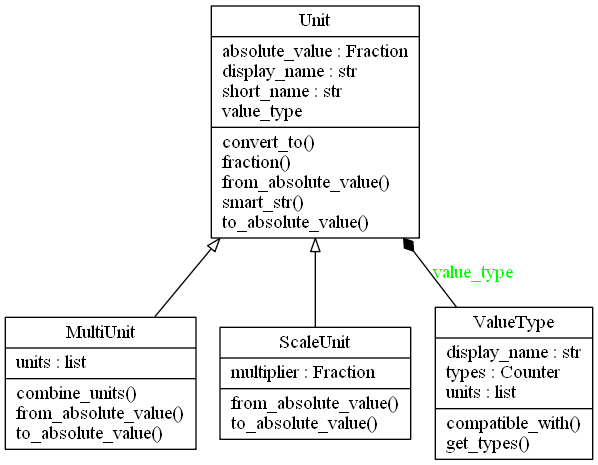 Unit
absolute_value : Fraction
display_name : str
short_name : str
value_type
convert_to()
fraction()
from_absolute_value()
smart_str()
to_absolute_value()
value_type
MultiUnit
units : list
combine_units()
from_absolute_value()
to_absolute_value()
ScaleUnit
multiplier : Fraction
from_absolute_value()
to_absolute_value()
ValueType
display_name : str
types : Counter
units : list
compatible_with()
get_types()